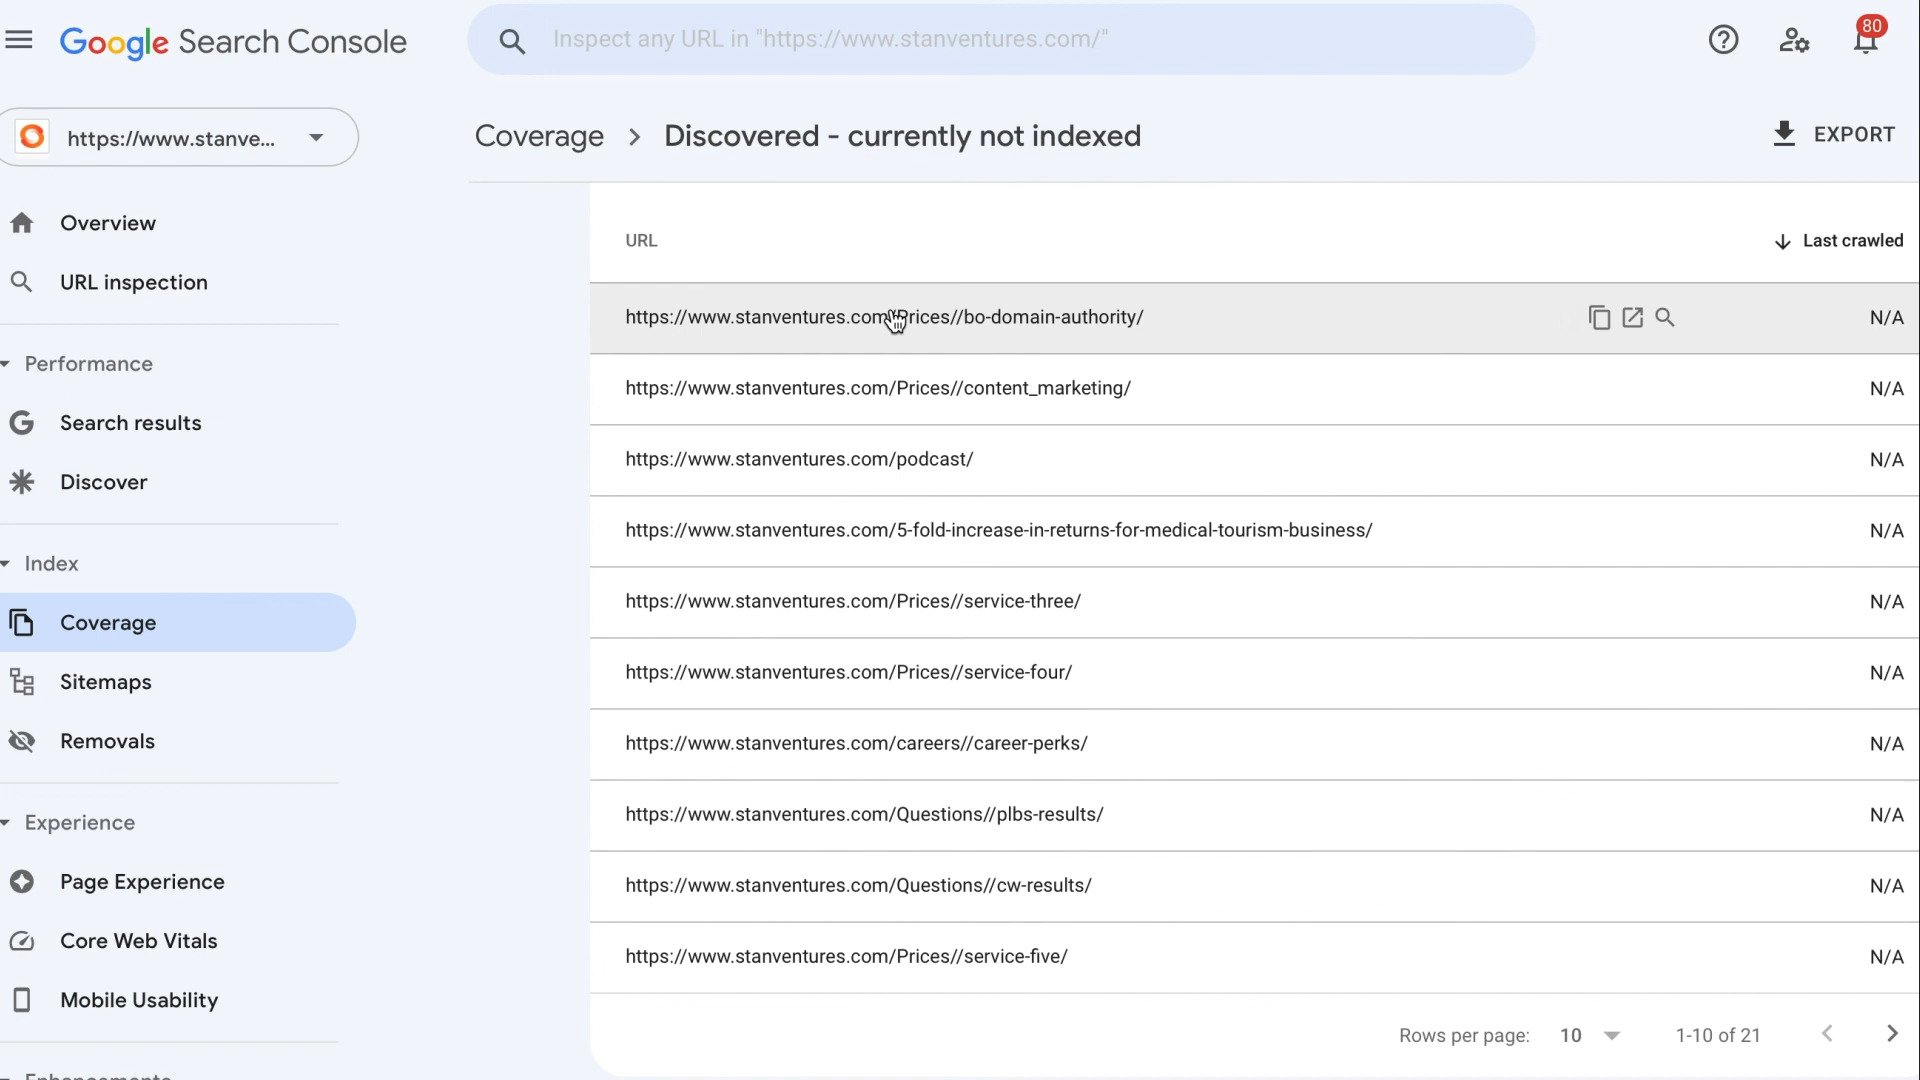 Google Search Console
Inspect any URL in "https://www.stanventures.com/"
80
https://www.stanve...
Coverage > Discovered - currently not indexed
EXPORT
Overview
URL inspection
Performance
Search results
Discover
Index
Coverage
Sitemaps
Removals
Experience
Page Experience
Core Web Vitals
Mobile Usability
Enhancements
URL
Last crawled
https://www.stanventures.com/Prices//bo-domain-authority/
N/A
https://www.stanventures.com/Prices//content_marketing/
N/A
https://www.stanventures.com/podcast/
N/A
https://www.stanventures.com/5-fold-increase-in-returns-for-medical-tourism-business/
N/A
https://www.stanventures.com/Prices//service-three/
N/A
https://www.stanventures.com/Prices//service-four/
N/A
https://www.stanventures.com/careers//career-perks/
N/A
https://www.stanventures.com/Questions//plbs-results/
N/A
https://www.stanventures.com/Questions//cw-results/
N/A
https://www.stanventures.com/Prices//service-five/
N/A
Rows per page: 10
1-10 of 21